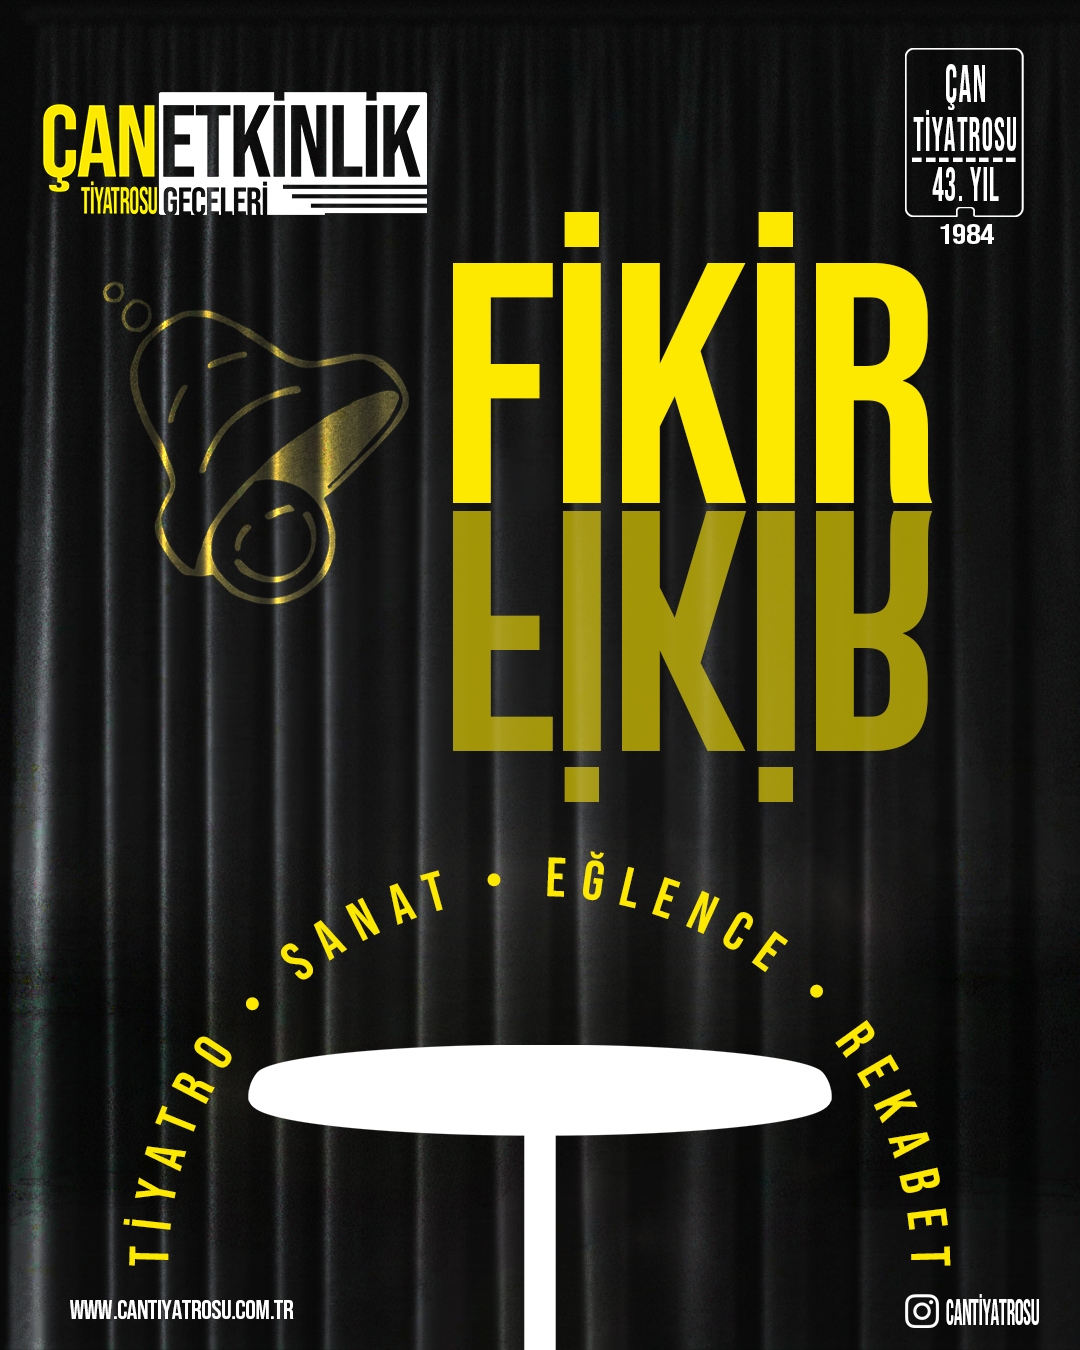 ÇAN ETKİNLİK
TİYATROSU GECELERİ
ÇAN
TİYATROSU
43. YIL
1984
FİKİR
FİKİR
TİYATRO • SANAT • EĞLENCE • REKABET
WWW.CANTIYATROSU.COM.TR
CANTİYATROSU